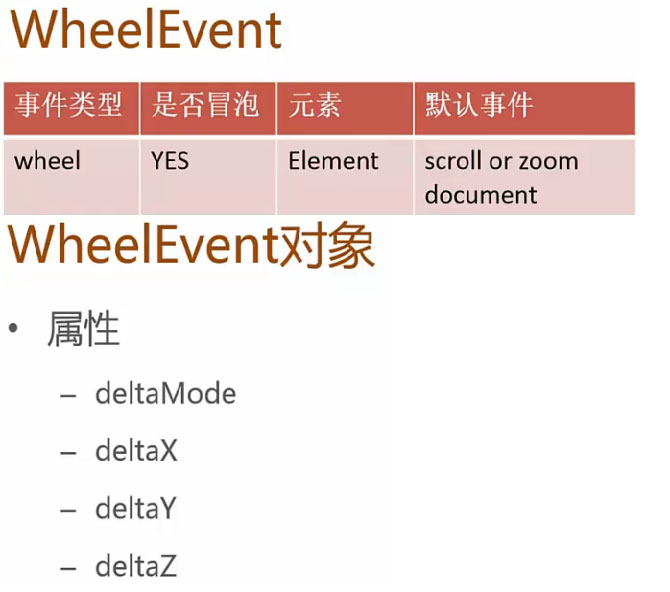 WheelEvent
事件类型 是否冒泡 元素 默认事件
wheel YES Element scroll or zoom
document
WheelEvent对象
• 属性
– deltaMode
– deltaX
– deltaY
– deltaZ